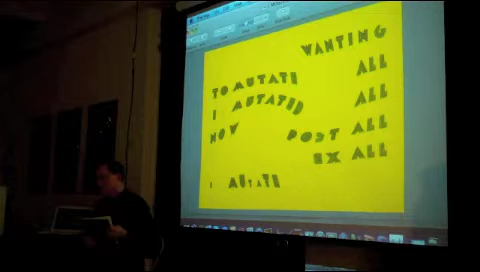 WANTING
TO MUTATE ALL
I MUTATED ALL
NOW POST ALL
EX ALL
I MUTATE